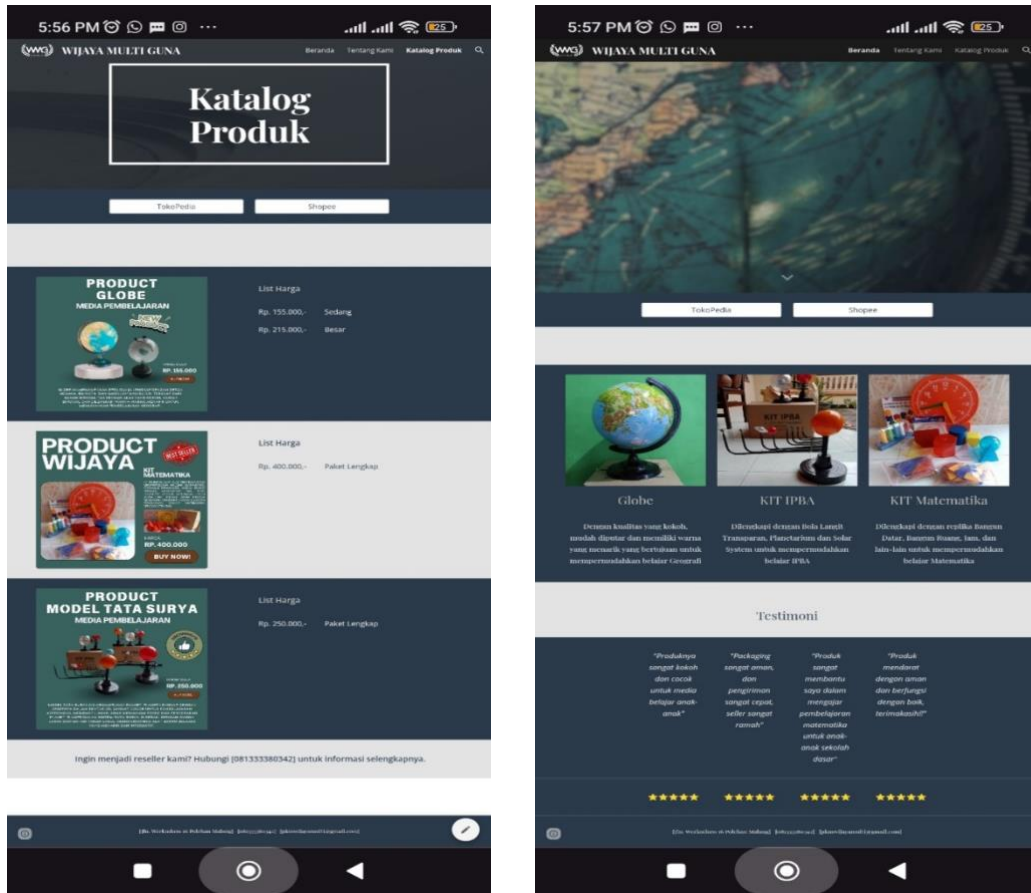 5:56 PM
25
WIJAYA MULTI GUNA
Beranda Tentang Kami Katalog Produk
Katalog
Produk
TokoPedia Shopee
PRODUCT
GLOBE
MEDIA PEMBELAJARAN
RP. 155.000
List Harga
Rp. 155.000,- Sedang
Rp. 215.000,- Besar
PRODUCT
WIJAYA
BEST SELLER
KIT
MATEMATIKA
HARGA
RP. 400.000
BUY NOW!
List Harga
Rp. 400.000,- Paket Lengkap
PRODUCT
MODEL TATA SURYA
MEDIA PEMBELAJARAN
RP. 250.000
List Harga
Rp. 250.000,- Paket Lengkap
Ingin menjadi reseller kami? Hubungi [081333380342] untuk informasi selengkapnya.
5:57 PM
25
WIJAYA MULTI GUNA
Beranda Tentang Kami Katalog Produk
TokoPedia Shopee
KIT IPBA
Globe
Dengan kualitas yang kokoh,
mudah diputar dan memiliki warna
yang menarik yang bertujuan untuk
mempermudahkan belajar Geografi
KIT IPBA
Dilengkapi dengan Bola Langit
Transparan, Planetarium dan Solar
System untuk mempermudahkan
belajar IPBA
KIT Matematika
Dilengkapi dengan replika Bangun
Datar, Bangun Ruang, Jam, dan
lain-lain untuk mempermudahkan
belajar Matematika
Testimoni
"Produknya
sangat kokoh
dan cocok
untuk media
belajar anak-
anak"
"Packaging
sangat aman,
dan
pengiriman
sangat cepat,
seller sangat
ramah"
"Produk
sangat
membantu
saya dalam
mengajar
pembelajaran
matematika
untuk anak-
anak sekolah
dasar"
"Produk
mendarat
dengan aman
dan berfungsi
dengan baik,
terimakasih!!"